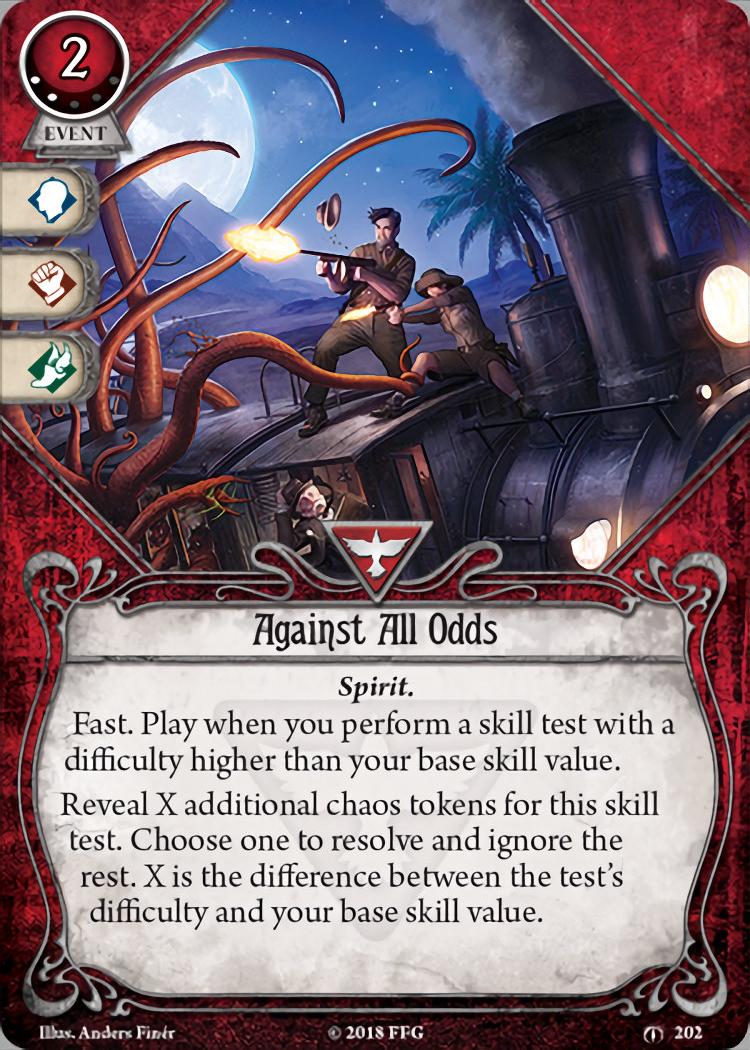 2
EVENT
Against All Odds
Spirit.
Fast. Play when you perform a skill test with a
difficulty higher than your base skill value.
Reveal X additional chaos tokens for this skill
test. Choose one to resolve and ignore the
rest. X is the difference between the test's
difficulty and your base skill value.
Illus. Anders Finér
© 2018 FFG
202